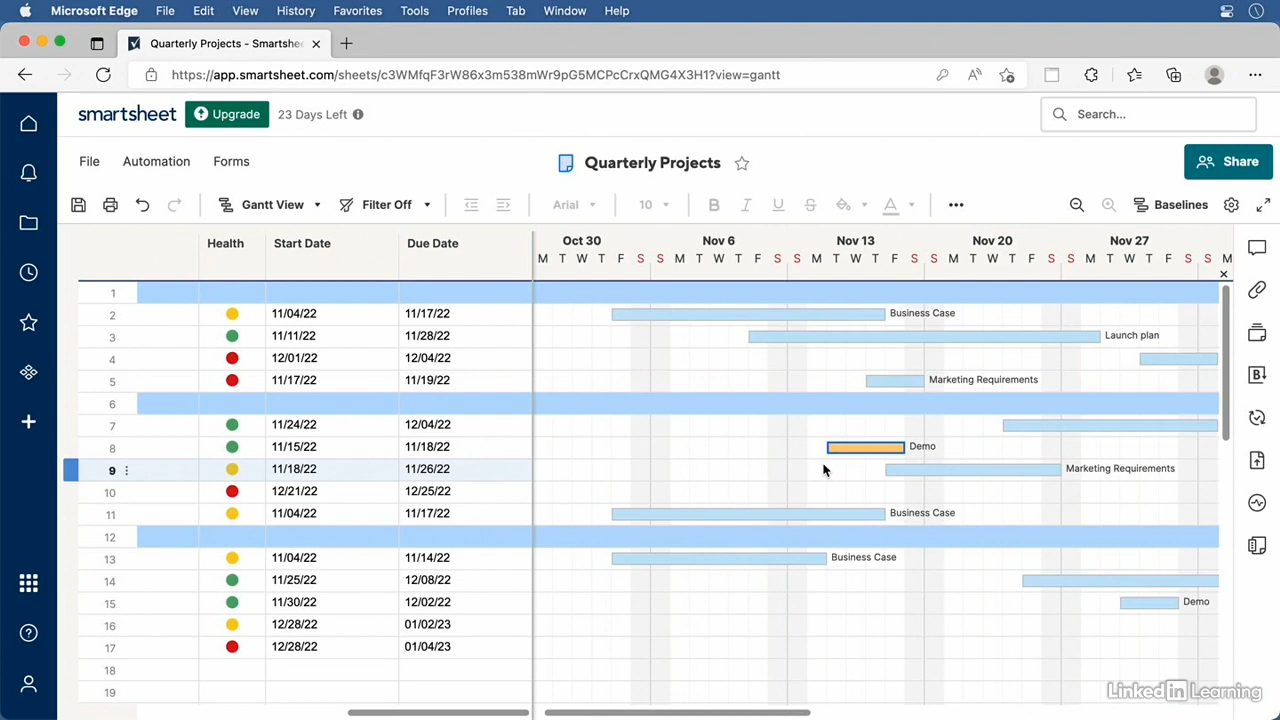 Microsoft Edge File Edit View History Favorites Tools Profiles Tab Window Help
Quarterly Projects - Smartshe
https://app.smartsheet.com/sheets/c3WMfqF3rW86x3m538mWr9pG5MCPcCrxQMG4X3H1?view=gantt
smartsheet Upgrade 23 Days Left Search...
File Automation Forms Quarterly Projects Share
Gantt View Filter Off Arial 10 B I U S A ... Baselines
Health Start Date Due Date Oct 30 Nov 6 Nov 13 Nov 20 Nov 27
M T W T F S S M T W T F S S M T W T F S S M T W T F S S M T W T F S S M
1
2 11/04/22 11/17/22 Business Case
3 11/11/22 11/28/22 Launch plan
4 12/01/22 12/04/22
5 11/17/22 11/19/22 Marketing Requirements
6
7 11/24/22 12/04/22
8 11/15/22 11/18/22 Demo
9 11/18/22 11/26/22 Marketing Requirements
10 12/21/22 12/25/22
11 11/04/22 11/17/22 Business Case
12
13 11/04/22 11/14/22 Business Case
14 11/25/22 12/08/22
15 11/30/22 12/02/22 Demo
16 12/28/22 01/02/23
17 12/28/22 01/04/23
18
19
LinkedIn Learning